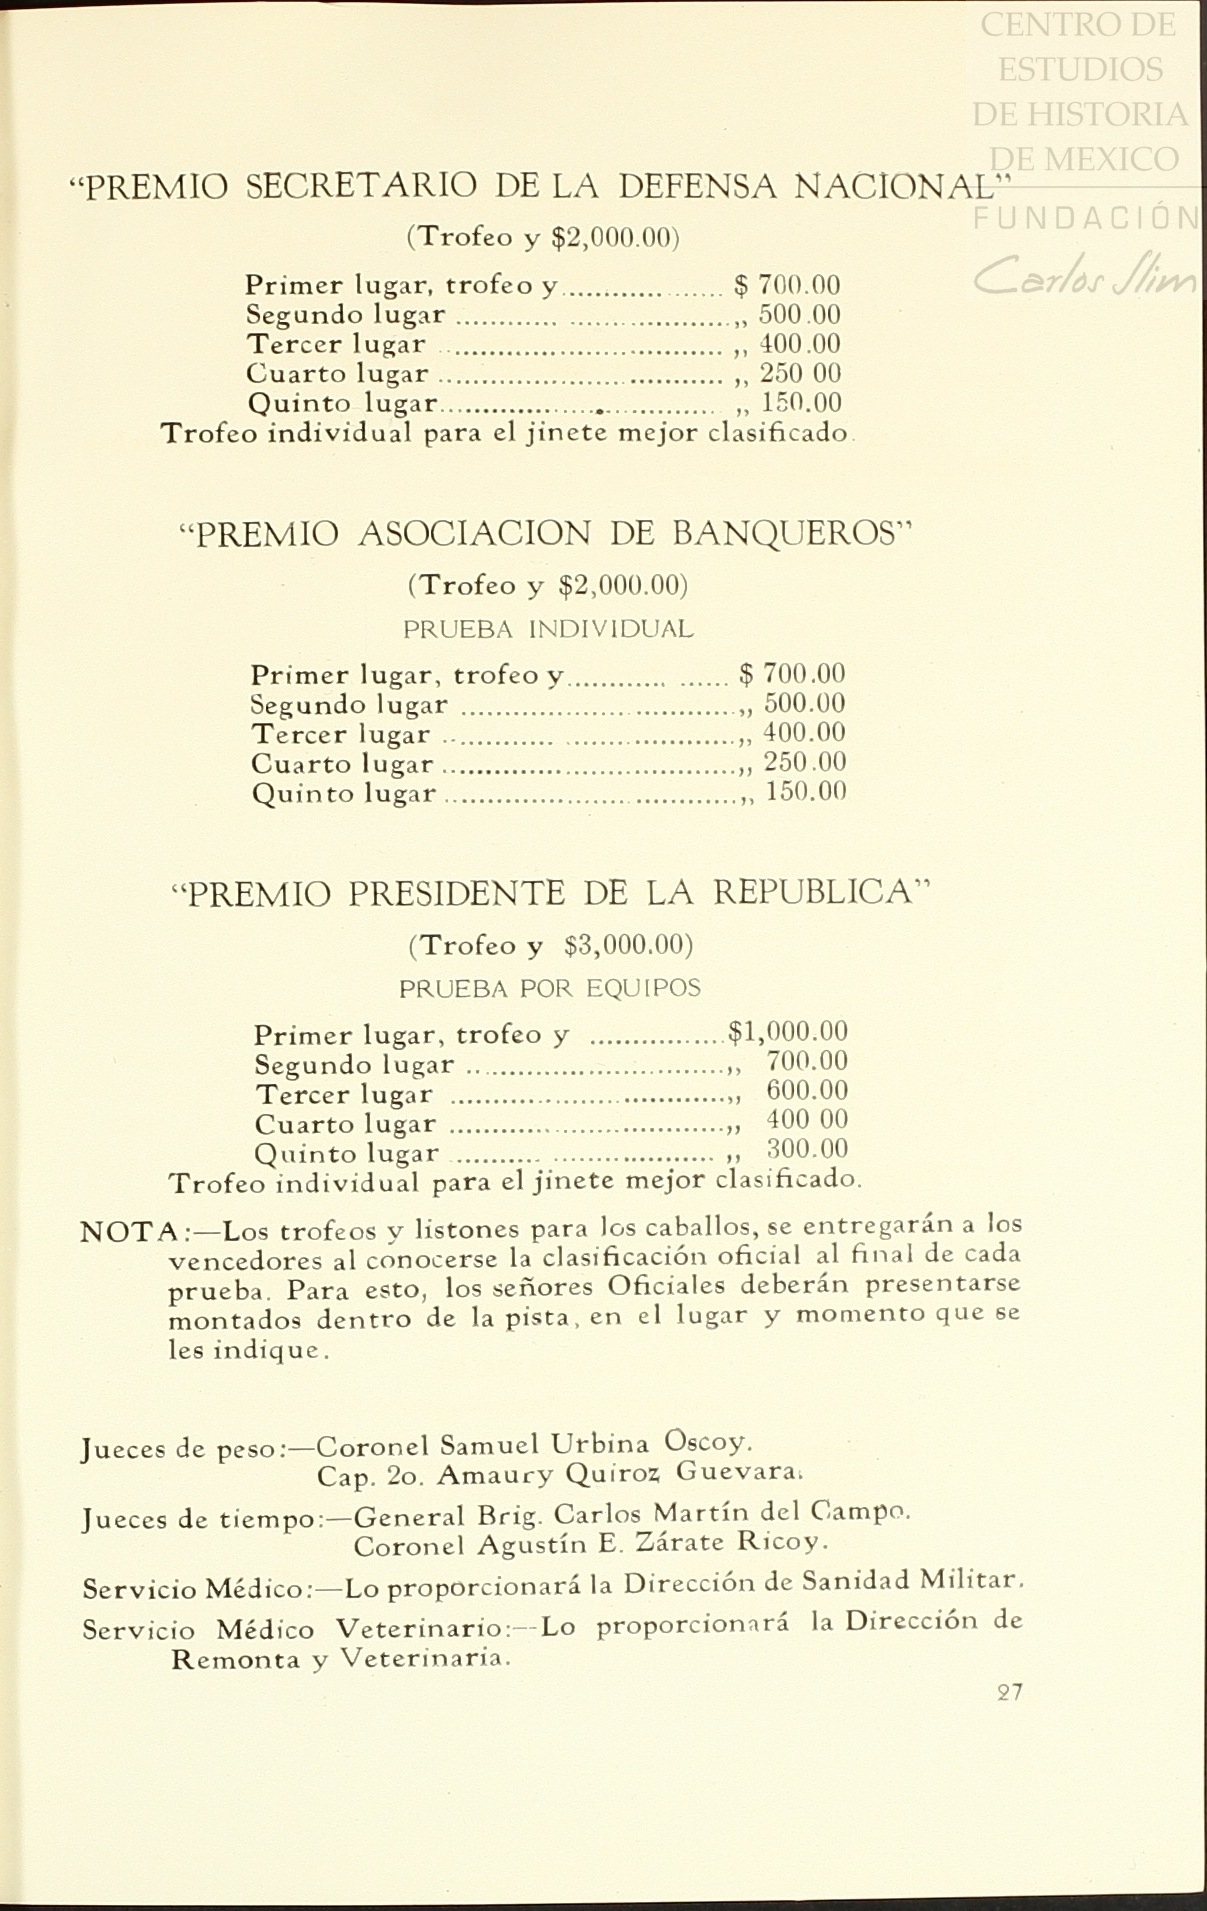 CENTRO DE
ESTUDIOS
DE HISTORIA
DE MEXICO
FUNDACIÓN
Carlos Slim
“PREMIO SECRETARIO DE LA DEFENSA NACIONAL”
(Trofeo y $2,000.00)
Primer lugar, trofeo y ................... $ 700.00
Segundo lugar ............................... ,, 500.00
Tercer lugar ................................ ,, 400.00
Cuarto lugar ................................ ,, 250 00
Quinto lugar ............................... ,, 150.00
Trofeo individual para el jinete mejor clasificado.
“PREMIO ASOCIACION DE BANQUEROS”
(Trofeo y $2,000.00)
PRUEBA INDIVIDUAL
Primer lugar, trofeo y .................. $ 700.00
Segundo lugar ................................ ,, 500.00
Tercer lugar ................................. ,, 400.00
Cuarto lugar ................................. ,, 250.00
Quinto lugar ................................. ,, 150.00
“PREMIO PRESIDENTE DE LA REPUBLICA”
(Trofeo y $3,000.00)
PRUEBA POR EQUIPOS
Primer lugar, trofeo y ................ $1,000.00
Segundo lugar .............................. ,, 700.00
Tercer lugar ................................ ,, 600.00
Cuarto lugar ................................ ,, 400 00
Quinto lugar ............................. ,, 300.00
Trofeo individual para el jinete mejor clasificado.
NOTA:—Los trofeos y listones para los caballos, se entregarán a los
vencedores al conocerse la clasificación oficial al final de cada
prueba. Para esto, los señores Oficiales deberán presentarse
montados dentro de la pista, en el lugar y momento que se
les indique.
Jueces de peso:—Coronel Samuel Urbina Oscoy.
Cap. 2o. Amaury Quiroz Guevara.
Jueces de tiempo:—General Brig. Carlos Martín del Campo.
Coronel Agustín E. Zárate Ricoy.
Servicio Médico:—Lo proporcionará la Dirección de Sanidad Militar.
Servicio Médico Veterinario:—Lo proporcionará la Dirección de
Remonta y Veterinaria.
27